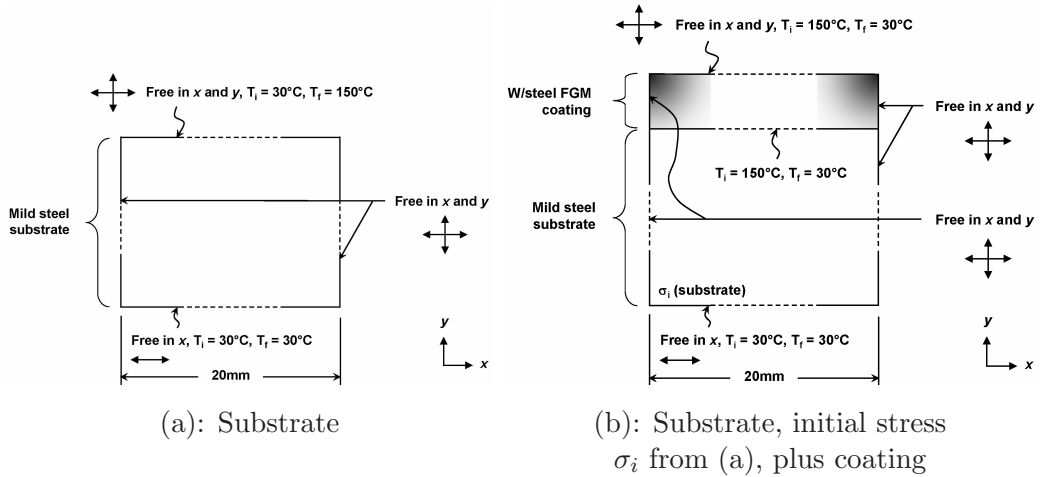 Free in x and y, Ti = 30°C, Tf = 150°C
Mild steel
substrate
Free in x and y
Free in x, Ti = 30°C, Tf = 30°C
20mm
y
x
(a): Substrate
Free in x and y, Ti = 150°C, Tf = 30°C
W/steel FGM
coating
Free in x and y
Ti = 150°C, Tf = 30°C
Mild steel
substrate
Free in x and y
σi (substrate)
Free in x, Ti = 30°C, Tf = 30°C
20mm
y
x
(b): Substrate, initial stress
σi from (a), plus coating